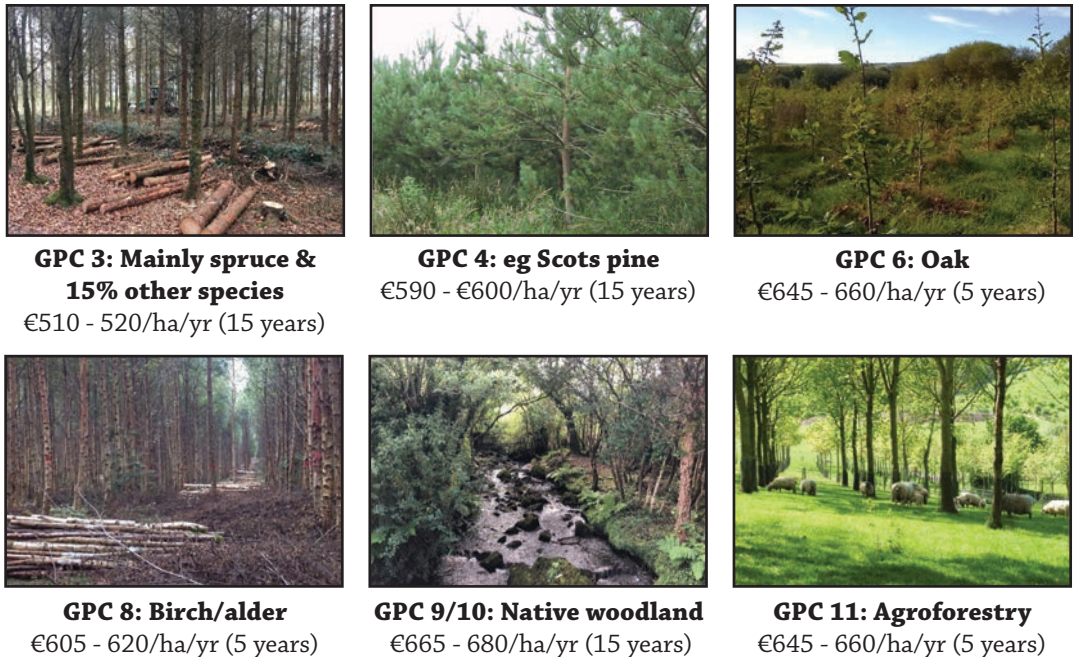 GPC 3: Mainly spruce &
15% other species
€510 - 520/ha/yr (15 years)
GPC 4: eg Scots pine
€590 - €600/ha/yr (15 years)
GPC 6: Oak
€645 - 660/ha/yr (5 years)
GPC 8: Birch/alder
€605 - 620/ha/yr (5 years)
GPC 9/10: Native woodland
€665 - 680/ha/yr (15 years)
GPC 11: Agroforestry
€645 - 660/ha/yr (5 years)